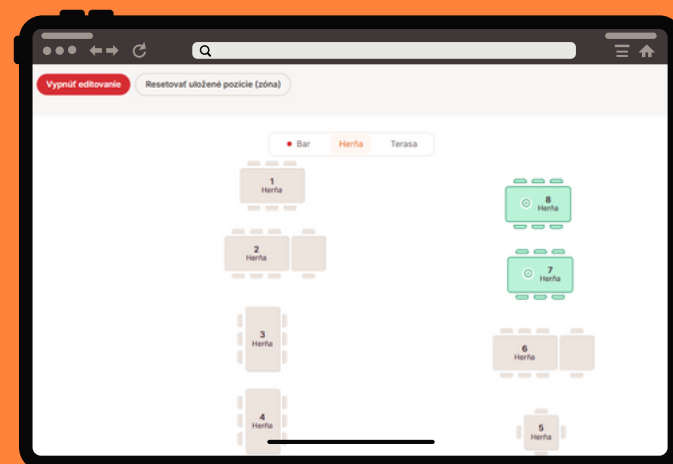 Vypnúť editovanie
Resetovať uložené pozície (zóna)
Bar
Herňa
Terasa
1
Herňa
8
Herňa
2
Herňa
7
Herňa
3
Herňa
6
Herňa
4
Herňa
5
Herňa